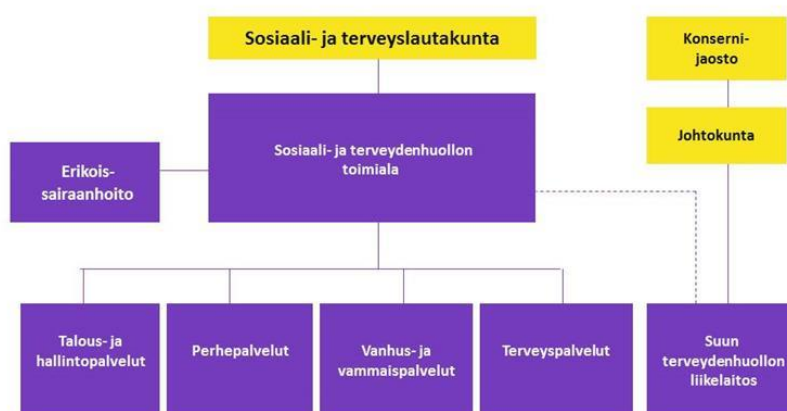 Sosiaali- ja terveyslautakunta
Konserni-
jaosto
Johtokunta
Sosiaali- ja terveydenhuollon
toimiala
Erikois-
sairaanhoito
Talous- ja
hallintopalvelut
Perhepalvelut
Vanhus- ja
vammaispalvelut
Terveyspalvelut
Suun
terveydenhuollon
liikelaitos